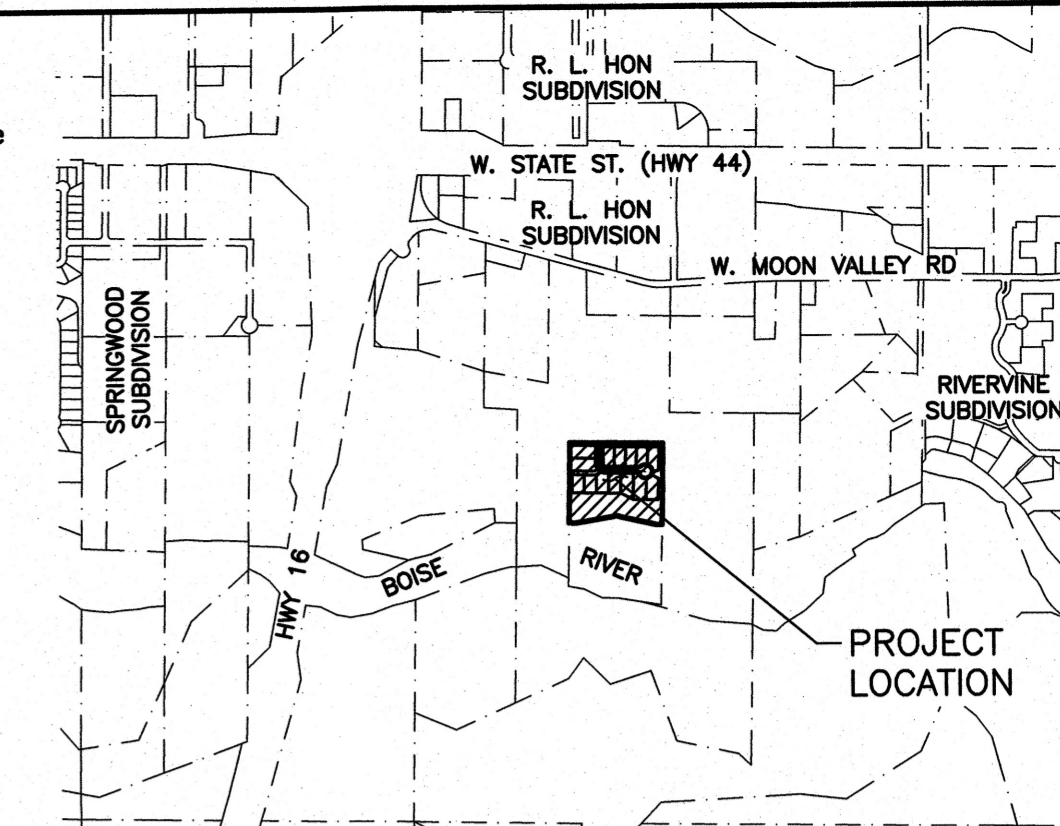 e
R. L. HON
SUBDIVISION
W. STATE ST. (HWY 44)
R. L. HON
SUBDIVISION
W. MOON VALLEY RD
SPRINGWOOD
SUBDIVISION
RIVERVINE
SUBDIVISION
HWY 16
BOISE
RIVER
PROJECT
LOCATION